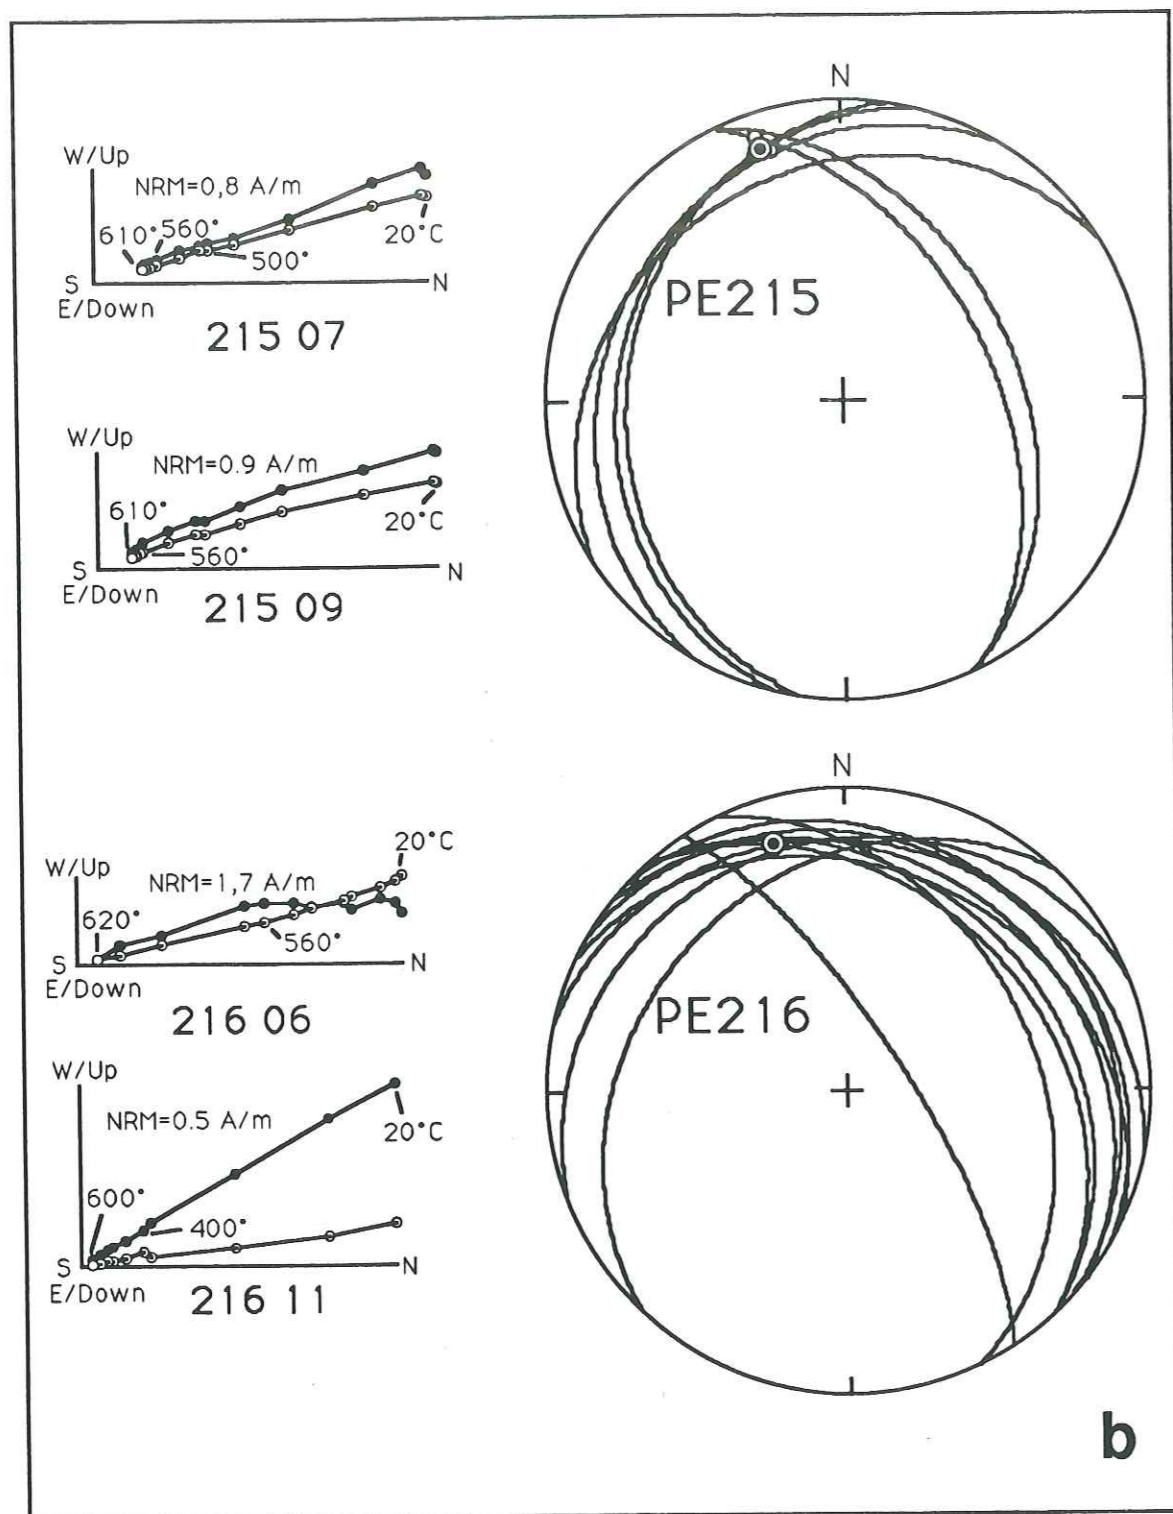 W/Up
NRM=0,8 A/m
610° 560°
500°
20°C
S
N
E/Down
215 07
W/Up
NRM=0.9 A/m
610°
560°
20°C
S
N
E/Down
215 09
N
PE215
W/Up
NRM=1,7 A/m
20°C
620°
560°
S
N
E/Down
216 06
W/Up
NRM=0.5 A/m
20°C
600°
400°
S
N
E/Down
216 11
N
PE216
b